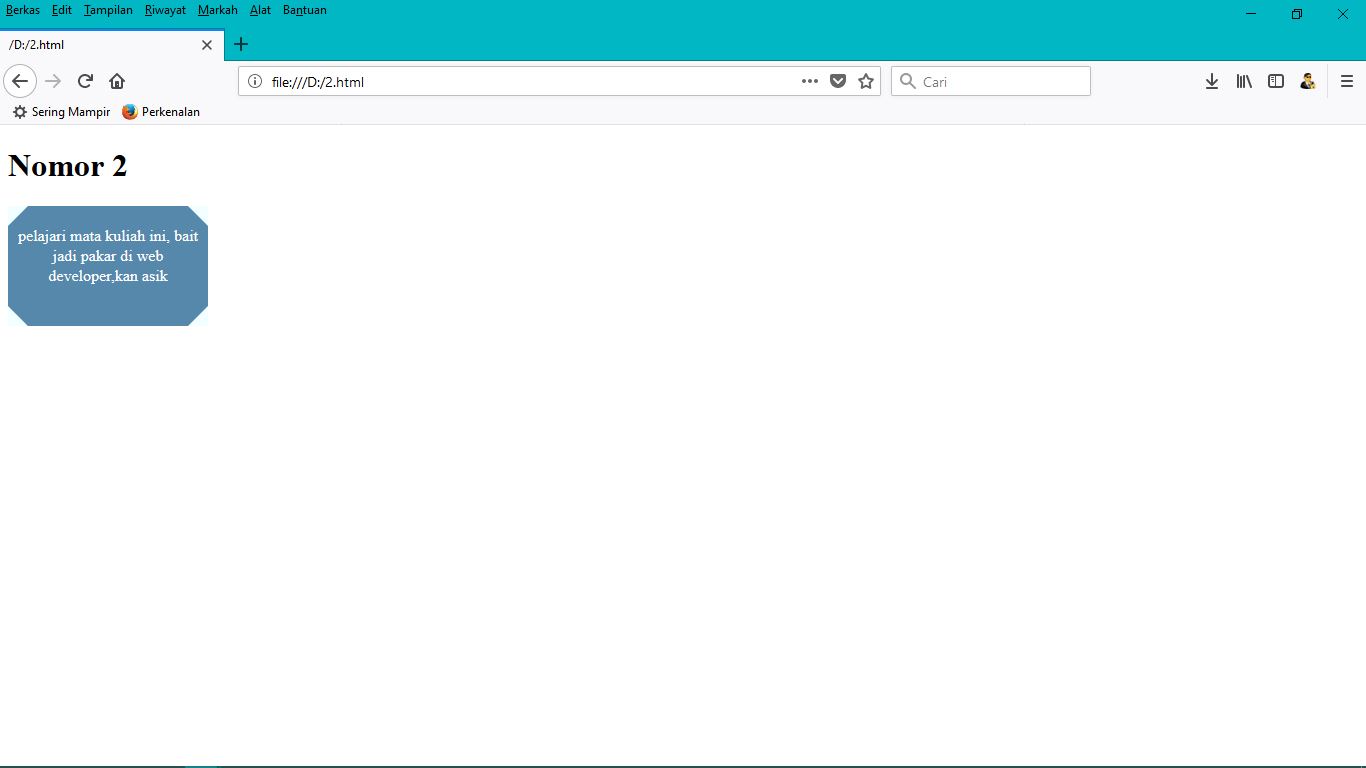 Berkas Edit Tampilan Riwayat Markah Alat Bantuan
/D:/2.html
file:///D:/2.html
Cari
Sering Mampir Perkenalan
Nomor 2
pelajari mata kuliah ini, bait
jadi pakar di web
developer,kan asik